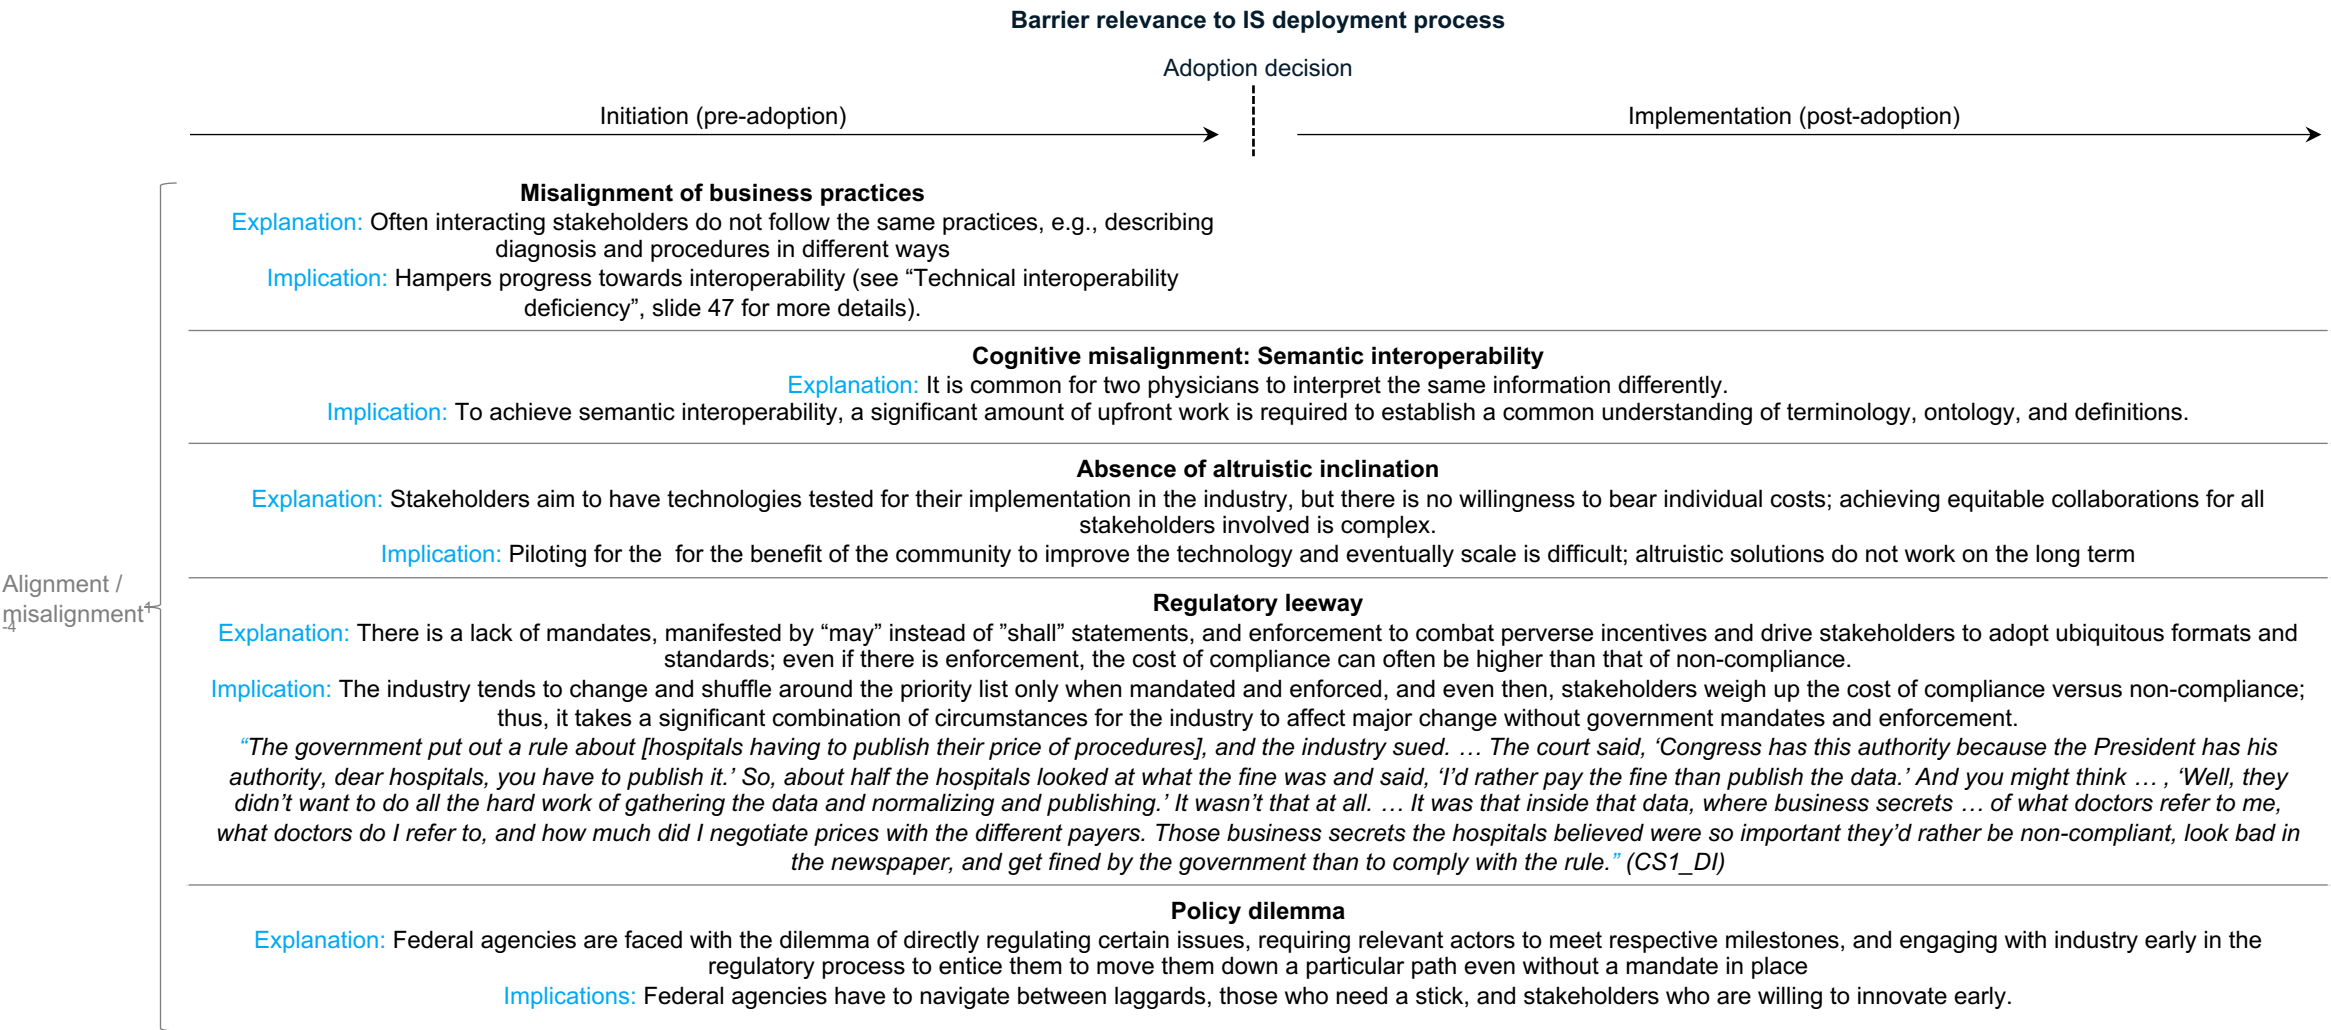 Barrier relevance to IS deployment process
Adoption decision
Initiation (pre-adoption)
Implementation (post-adoption)
Misalignment of business practices
Explanation: Often interacting stakeholders do not follow the same practices, e.g., describing
diagnosis and procedures in different ways
Implication: Hampers progress towards interoperability (see “Technical interoperability
deficiency”, slide 47 for more details).
Cognitive misalignment: Semantic interoperability
Explanation: It is common for two physicians to interpret the same information differently.
Implication: To achieve semantic interoperability, a significant amount of upfront work is required to establish a common understanding of terminology, ontology, and definitions.
Absence of altruistic inclination
Explanation: Stakeholders aim to have technologies tested for their implementation in the industry, but there is no willingness to bear individual costs; achieving equitable collaborations for all
stakeholders involved is complex.
Implication: Piloting for the  for the benefit of the community to improve the technology and eventually scale is difficult; altruistic solutions do not work on the long term
Alignment /
misalignment1
-4
Regulatory leeway
Explanation: There is a lack of mandates, manifested by “may” instead of ”shall” statements, and enforcement to combat perverse incentives and drive stakeholders to adopt ubiquitous formats and
standards; even if there is enforcement, the cost of compliance can often be higher than that of non-compliance.
Implication: The industry tends to change and shuffle around the priority list only when mandated and enforced, and even then, stakeholders weigh up the cost of compliance versus non-compliance;
thus, it takes a significant combination of circumstances for the industry to affect major change without government mandates and enforcement.
“The government put out a rule about [hospitals having to publish their price of procedures], and the industry sued. … The court said, ‘Congress has this authority because the President has his
authority, dear hospitals, you have to publish it.’ So, about half the hospitals looked at what the fine was and said, ‘I’d rather pay the fine than publish the data.’ And you might think … , ‘Well, they
didn’t want to do all the hard work of gathering the data and normalizing and publishing.’ It wasn’t that at all. … It was that inside that data, where business secrets … of what doctors refer to me,
what doctors do I refer to, and how much did I negotiate prices with the different payers. Those business secrets the hospitals believed were so important they’d rather be non-compliant, look bad in
the newspaper, and get fined by the government than to comply with the rule.” (CS1_DI)
Policy dilemma
Explanation: Federal agencies are faced with the dilemma of directly regulating certain issues, requiring relevant actors to meet respective milestones, and engaging with industry early in the
regulatory process to entice them to move them down a particular path even without a mandate in place
Implications: Federal agencies have to navigate between laggards, those who need a stick, and stakeholders who are willing to innovate early.